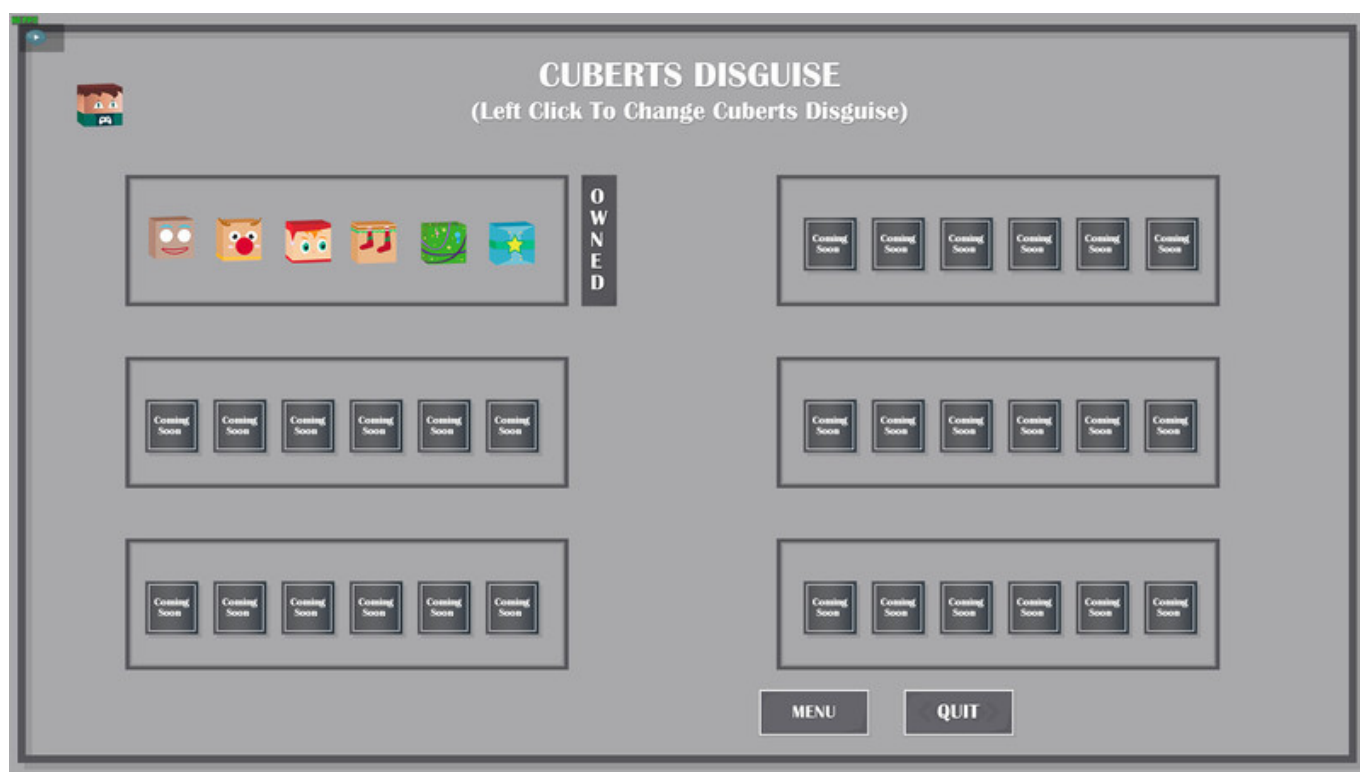 MENU
CUBERTS DISGUISE
(Left Click To Change Cuberts Disguise)
OWNED
Coming Coming Coming Coming Coming Coming
Soon Soon Soon Soon Soon Soon
Coming Coming Coming Coming Coming Coming
Soon Soon Soon Soon Soon Soon
Coming Coming Coming Coming Coming Coming
Soon Soon Soon Soon Soon Soon
Coming Coming Coming Coming Coming Coming
Soon Soon Soon Soon Soon Soon
Coming Coming Coming Coming Coming Coming
Soon Soon Soon Soon Soon Soon
MENU
QUIT